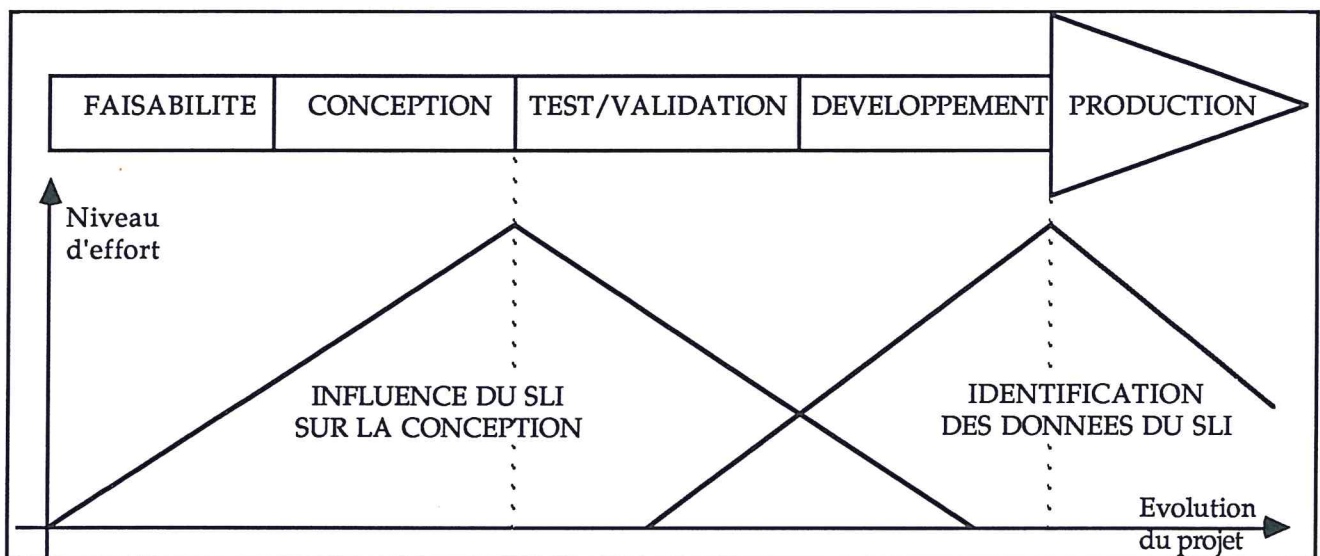 FAISABILITE CONCEPTION TEST/VALIDATION DEVELOPPEMENT PRODUCTION
Niveau
d'effort
INFLUENCE DU SLI
SUR LA CONCEPTION
IDENTIFICATION
DES DONNEES DU SLI
Evolution
du projet